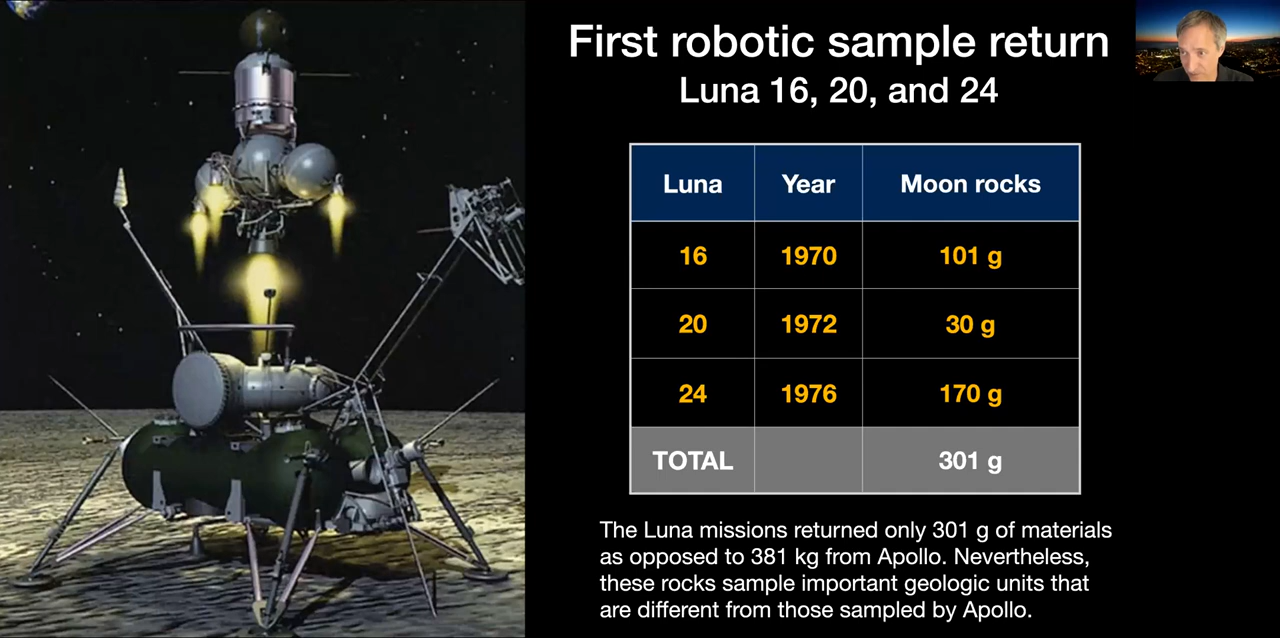 First robotic sample return
Luna 16, 20, and 24
Luna Year Moon rocks
16 1970 101 g
20 1972 30 g
24 1976 170 g
TOTAL 301 g
The Luna missions returned only 301 g of materials
as opposed to 381 kg from Apollo. Nevertheless,
these rocks sample important geologic units that
are different from those sampled by Apollo.